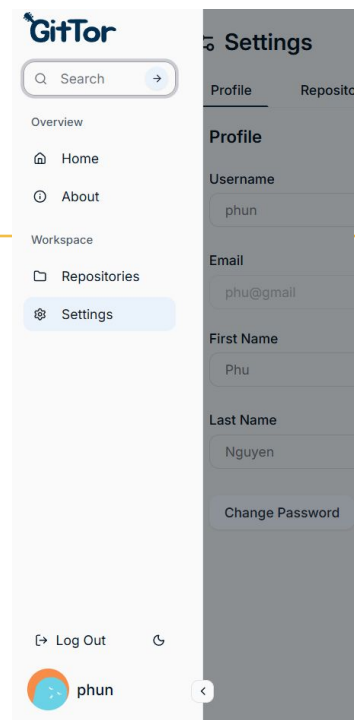 GitTor
Search
Overview
Home
About
Workspace
Repositories
Settings
Log Out
phun
Settings
Profile Reposito
Profile
Username
phun
Email
phu@gmail
First Name
Phu
Last Name
Nguyen
Change Password